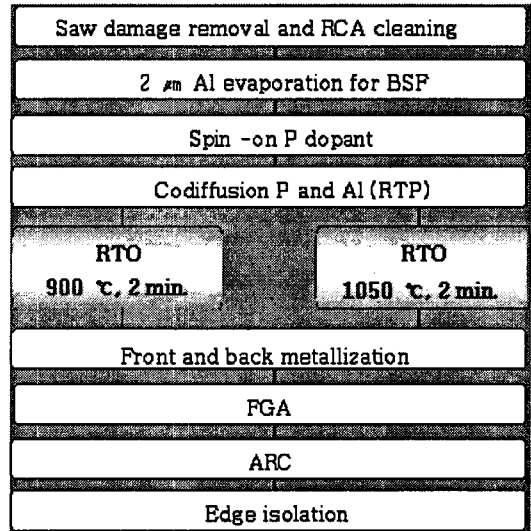 Saw damage removal and RCA cleaning
2 μm Al evaporation for BSF
Spin -on P dopant
Codiffusion P and Al (RTP)
RTO
900 ℃, 2 min.
RTO
1050 ℃, 2 min.
Front and back metallization
FGA
ARC
Edge isolation